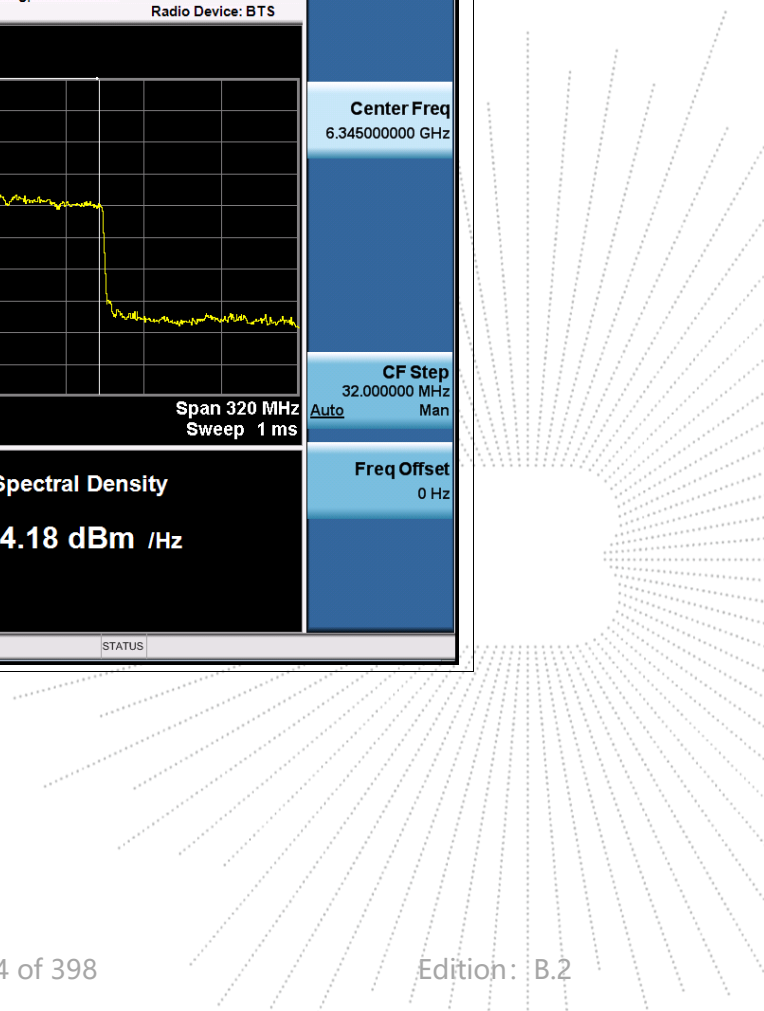 Radio Device: BTS
Center Freq
6.345000000 GHz
CF Step
32.000000 MHz
Auto Man
Span 320 MHz
Sweep 1 ms
Freq Offset
0 Hz
Spectral Density
4.18 dBm /Hz
STATUS
4 of 398
Edition: B.2